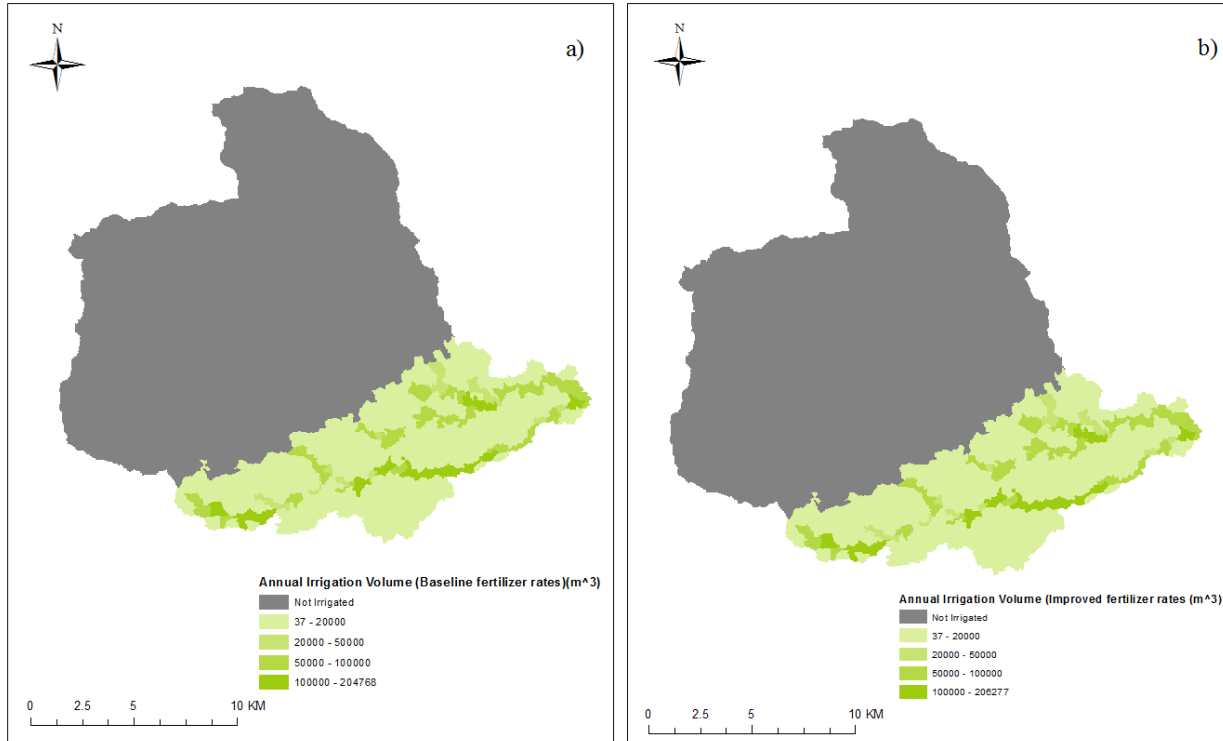 N
a)
Annual Irrigation Volume (Baseline fertilizer rates)(m^3)
Not Irrigated
37 - 20000
20000 - 50000
50000 - 100000
100000 - 204768
0 2.5 5 10 KM
N
b)
Annual Irrigation Volume (Improved fertilizer rates (m^3)
Not Irrigated
37 - 20000
20000 - 50000
50000 - 100000
100000 - 206277
0 2.5 5 10 KM